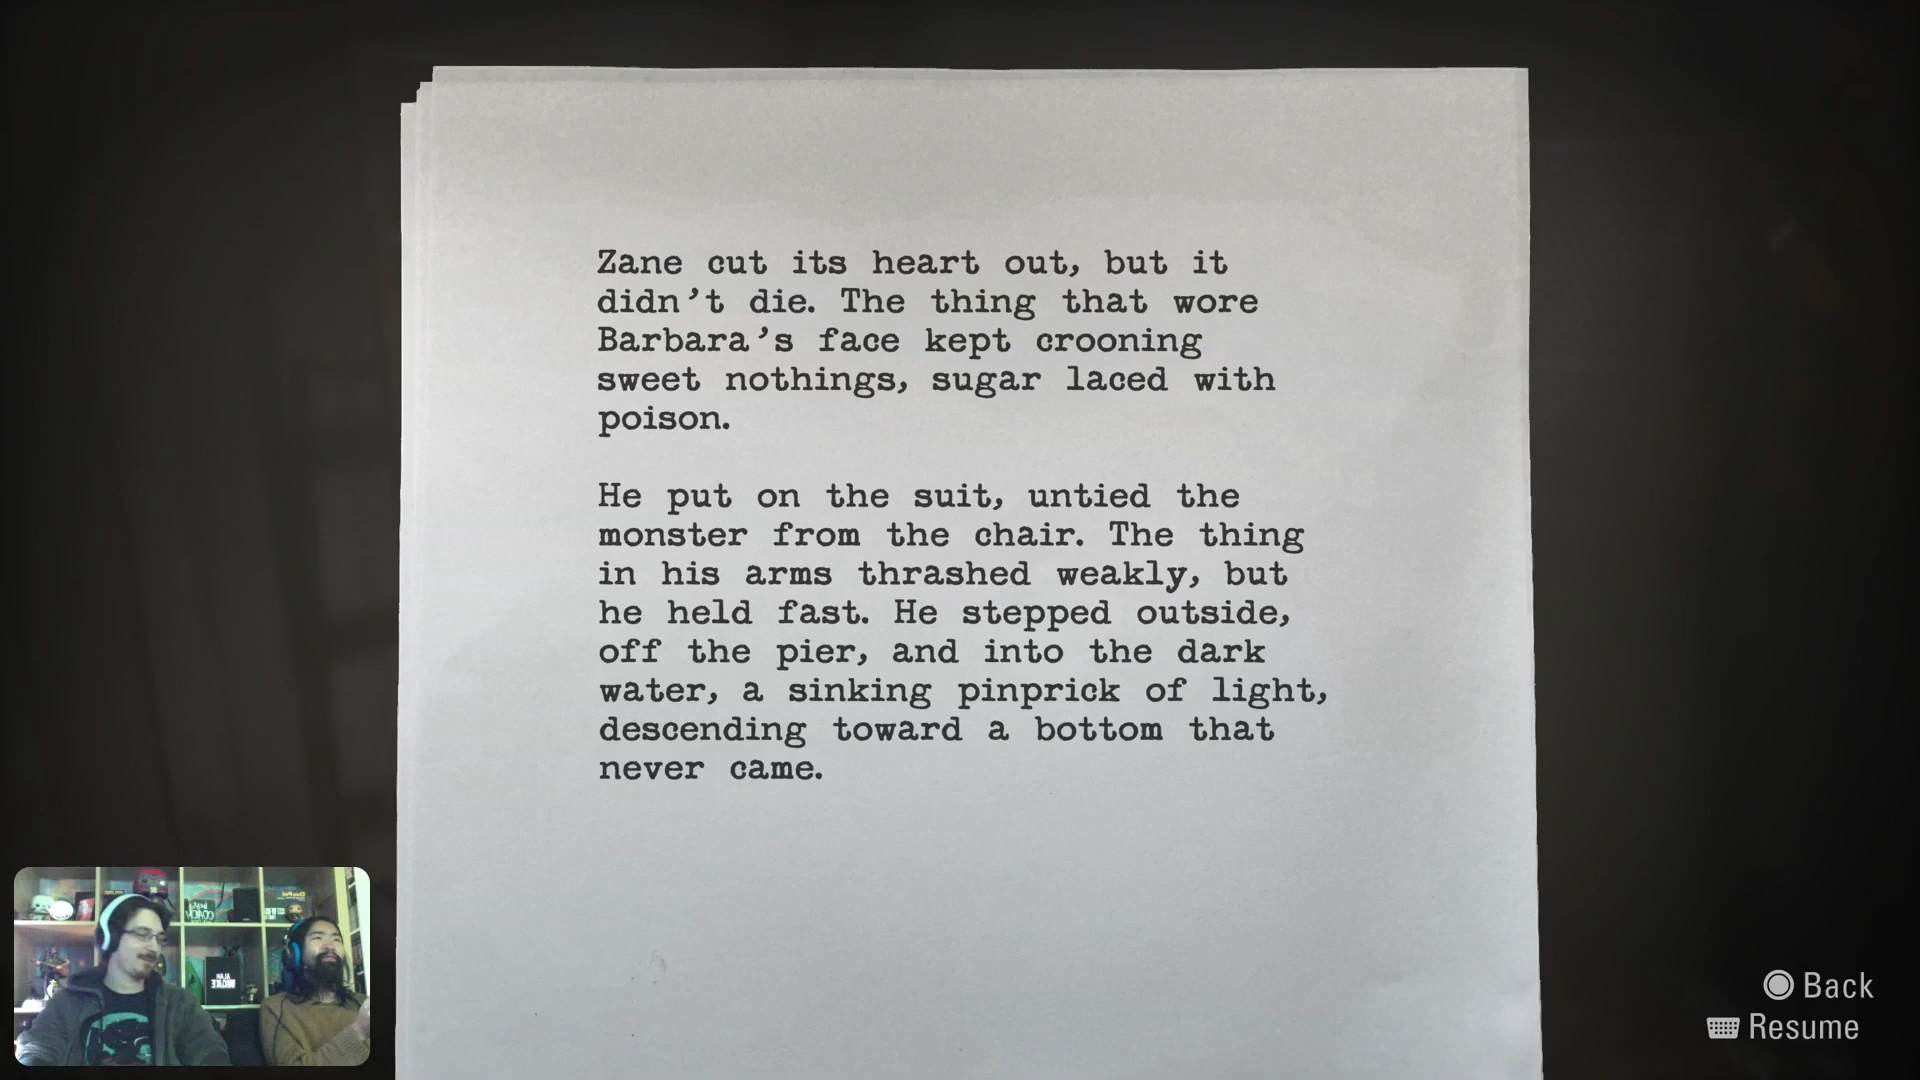 Zane cut its heart out, but it
didn't die. The thing that wore
Barbara's face kept crooning
sweet nothings, sugar laced with
poison.
He put on the suit, untied the
monster from the chair. The thing
in his arms thrashed weakly, but
he held fast. He stepped outside,
off the pier, and into the dark
water, a sinking pinprick of light,
descending toward a bottom that
never came.
Back
Resume